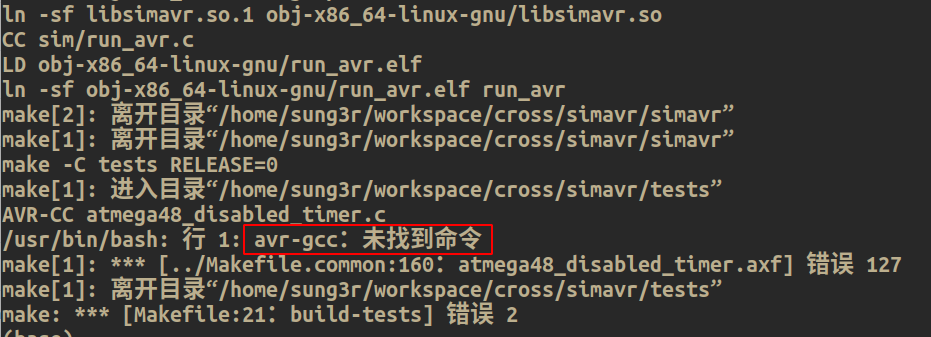 ln -sf libsimavr.so.1 obj-x86_64-linux-gnu/libsimavr.so
CC sim/run_avr.c
LD obj-x86_64-linux-gnu/run_avr.elf
ln -sf obj-x86_64-linux-gnu/run_avr.elf run_avr
make[2]: 离开目录“/home/sung3r/workspace/cross/simavr/simavr”
make[1]: 离开目录“/home/sung3r/workspace/cross/simavr/simavr”
make -C tests RELEASE=0
make[1]: 进入目录“/home/sung3r/workspace/cross/simavr/tests”
AVR-CC atmega48_disabled_timer.c
/usr/bin/bash: 行 1: avr-gcc：未找到命令
make[1]: *** [../Makefile.common:160：atmega48_disabled_timer.axf] 错误 127
make[1]: 离开目录“/home/sung3r/workspace/cross/simavr/tests”
make: *** [Makefile:21：build-tests] 错误 2
(base)